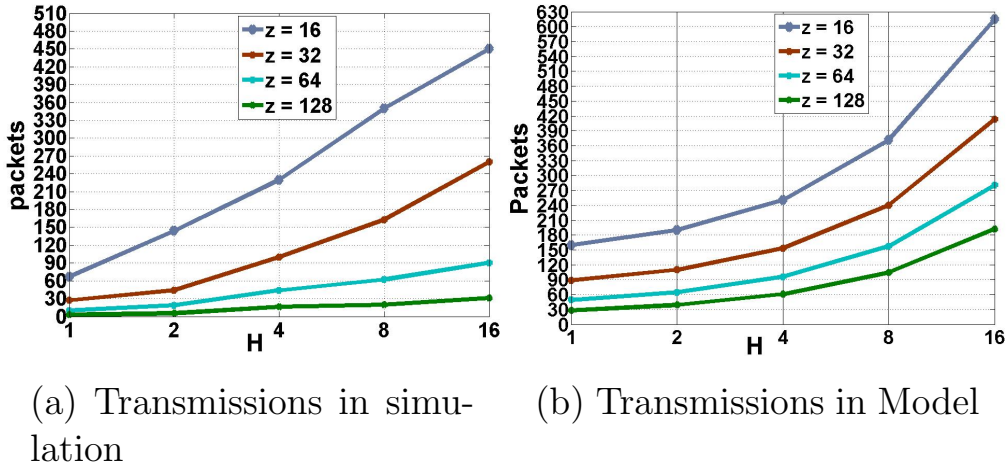 510
480
450
420
390
360
330
300
270
240
210
180
150
120
90
60
30
0
packets
z = 16
z = 32
z = 64
z = 128
1 2 4 8 16
H
630
600
570
540
510
480
450
420
390
360
330
300
270
240
210
180
150
120
90
60
30
0
Packets
z = 16
z = 32
z = 64
z = 128
1 2 4 8 16
H
(a) Transmissions in simu-
lation
(b) Transmissions in Model